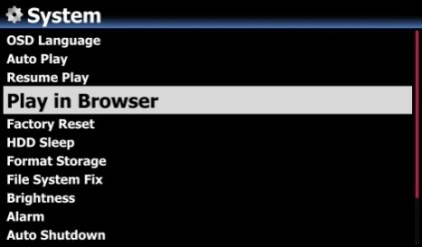 System
OSD Language
Auto Play
Resume Play
Play in Browser
Factory Reset
HDD Sleep
Format Storage
File System Fix
Brightness
Alarm
Auto Shutdown